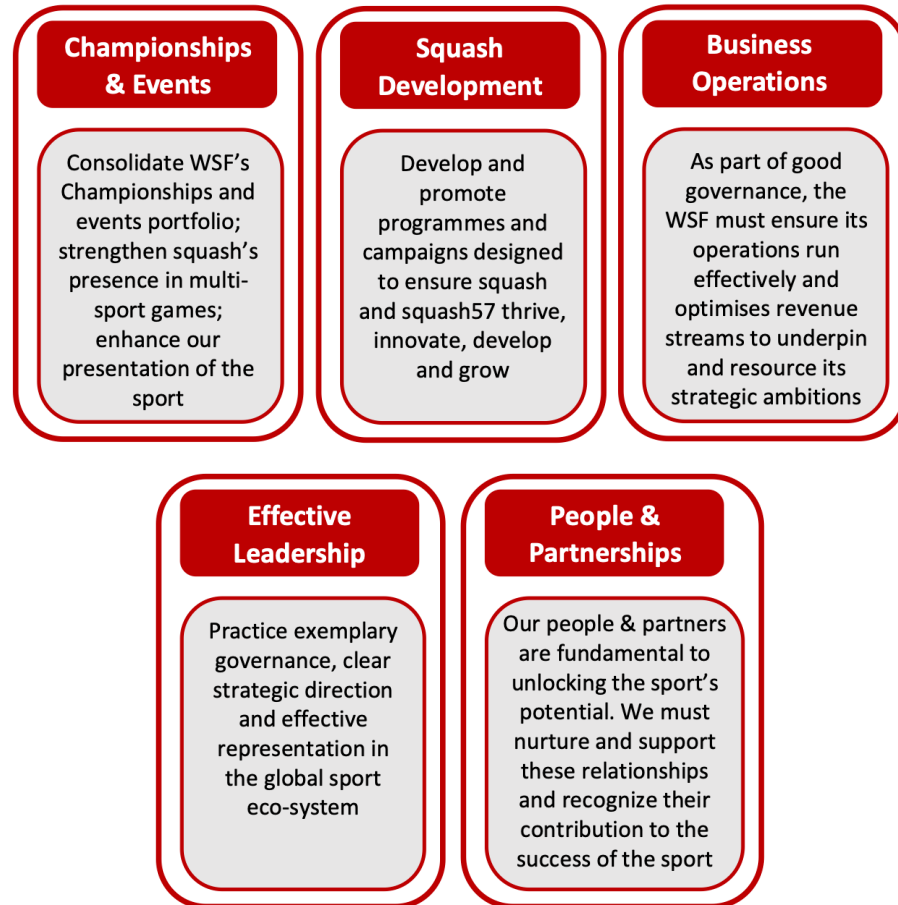 Championships
& Events
Consolidate WSF’s
Championships and
events portfolio;
strengthen squash’s
presence in multi-
sport games;
enhance our
presentation of the
sport
Squash
Development
Develop and
promote
programmes and
campaigns designed
to ensure squash
and squash57 thrive,
innovate, develop
and grow
Business
Operations
As part of good
governance, the
WSF must ensure its
operations run
effectively and
optimises revenue
streams to underpin
and resource its
strategic ambitions
Effective
Leadership
Practice exemplary
governance, clear
strategic direction
and effective
representation in
the global sport
eco-system
People &
Partnerships
Our people & partners
are fundamental to
unlocking the sport’s
potential. We must
nurture and support
these relationships
and recognize their
contribution to the
success of the sport